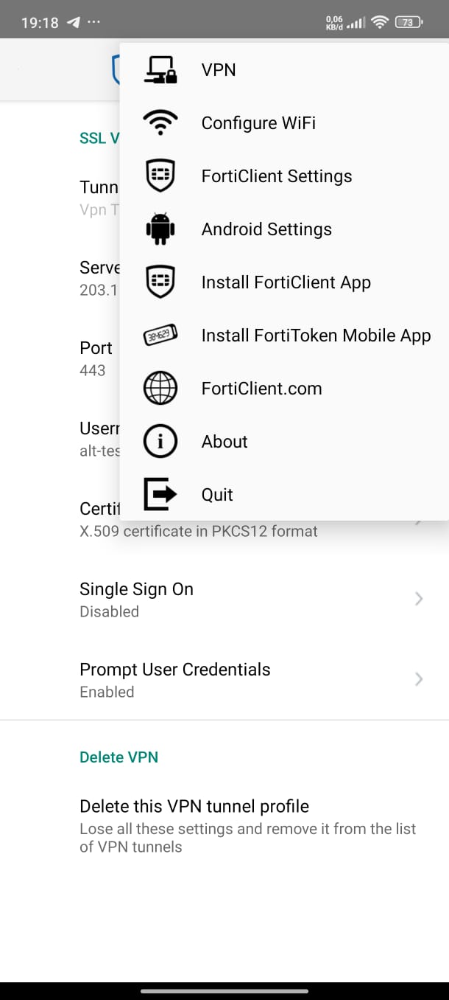 19:18
0,06
KB/d
73
VPN
Configure WiFi
SSL V
FortiClient Settings
Tunn
Vpn T
Android Settings
Serve
203.1
Install FortiClient App
384629
Install FortiToken Mobile App
Port
443
FortiClient.com
User
alt-tes
About
Quit
Certif
X.509 certificate in PKCS12 format
Single Sign On
Disabled
Prompt User Credentials
Enabled
Delete VPN
Delete this VPN tunnel profile
Lose all these settings and remove it from the list
of VPN tunnels